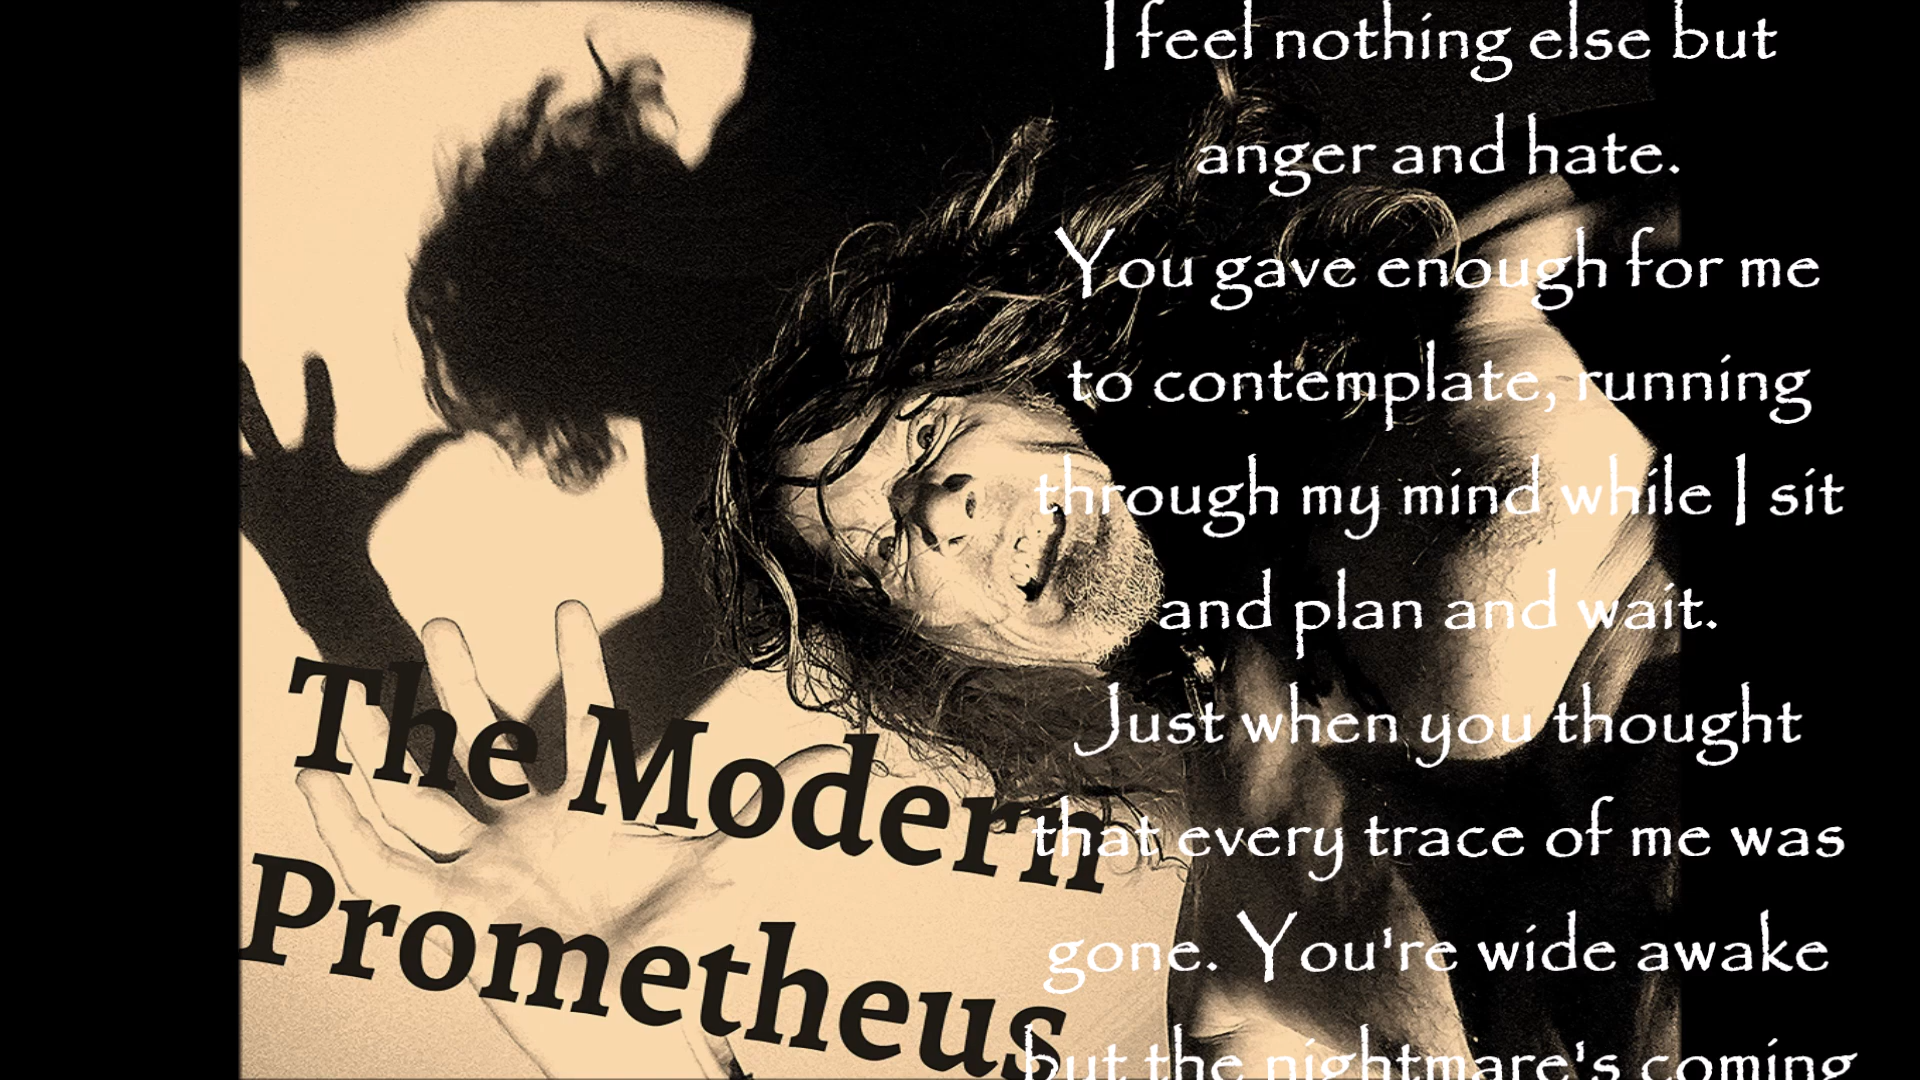 I feel nothing else but
anger and hate.
You gave enough for me
to contemplate, running
through my mind while I sit
and plan and wait.
Just when you thought
that every trace of me was
gone. You're wide awake
but the nightmare's coming
The Modern
Prometheus